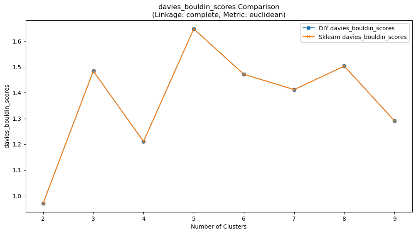 davies_bouldin_scores Comparison
(Linkage: complete, Metric: euclidean)
DIY davies_bouldin_scores
Sklearn davies_bouldin_scores
davies_bouldin_scores
1.6
1.5
1.4
1.3
1.2
1.1
1.0
2 3 4 5 6 7 8 9
Number of Clusters